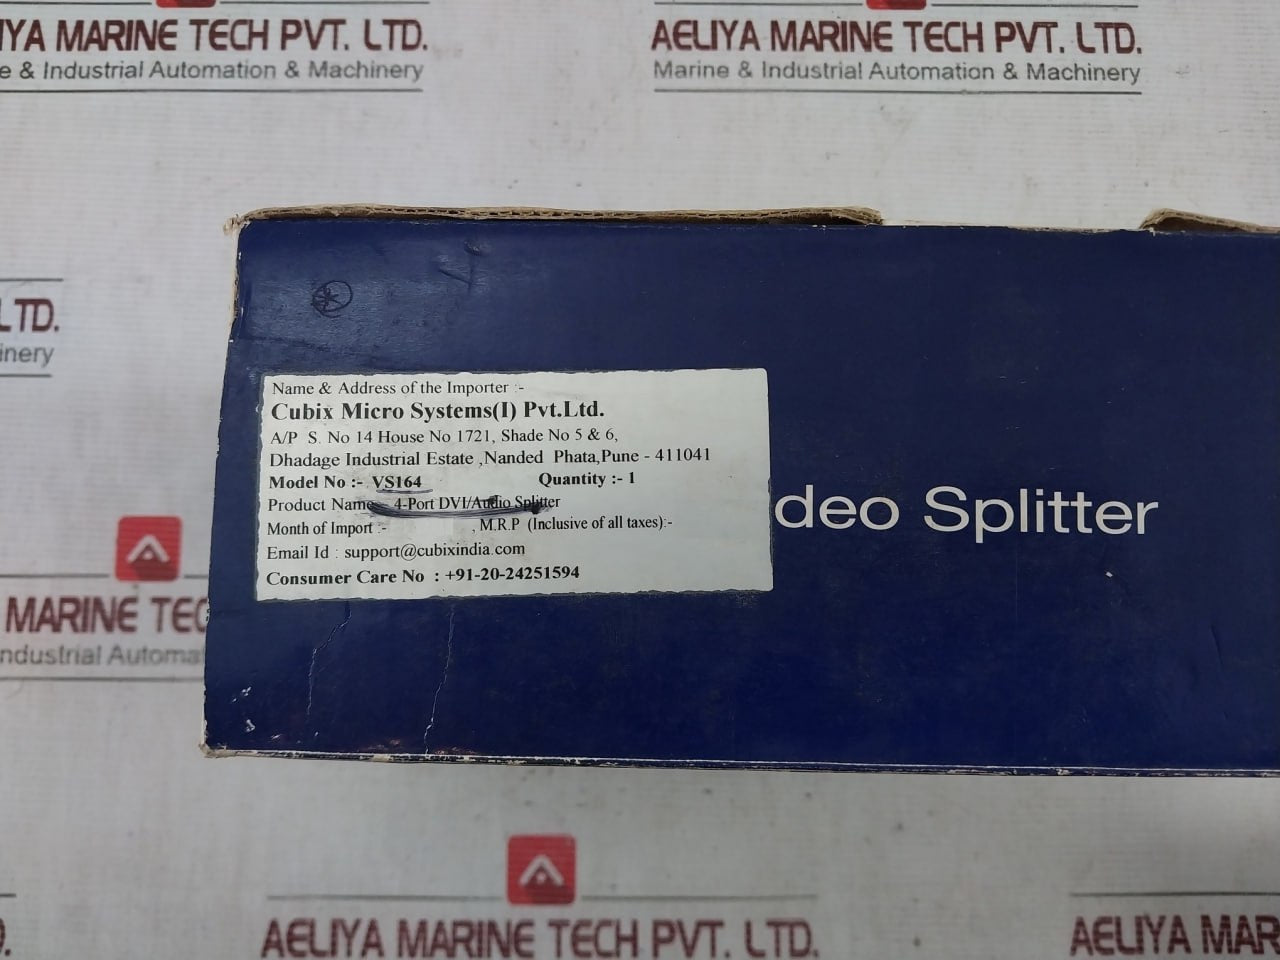 IYA MARINE TECH PVT. LTD.
e & Industrial Automation & Machinery
AELIYA MARINE TECH PVT. LTD.
Marine & Industrial Automation & Machinery
LTD.
inery
Name & Address of the Importer :-
Cubix Micro Systems(I) Pvt.Ltd.
A/P S. No 14 House No 1721, Shade No 5 & 6,
Dhadage Industrial Estate ,Nanded Phata,Pune - 411041
Model No :- VS164 Quantity :- 1
Product Name 4-Port DVI/Audio Splitter
Month of Import :- , M.R.P (Inclusive of all taxes):-
Email Id : support@cubixindia.com
Consumer Care No : +91-20-24251594
deo Splitter
MARINE TEC
ndustrial Automa
D.
AELIYA MARINE TECH PVT. LTD.
AELIYA MAR